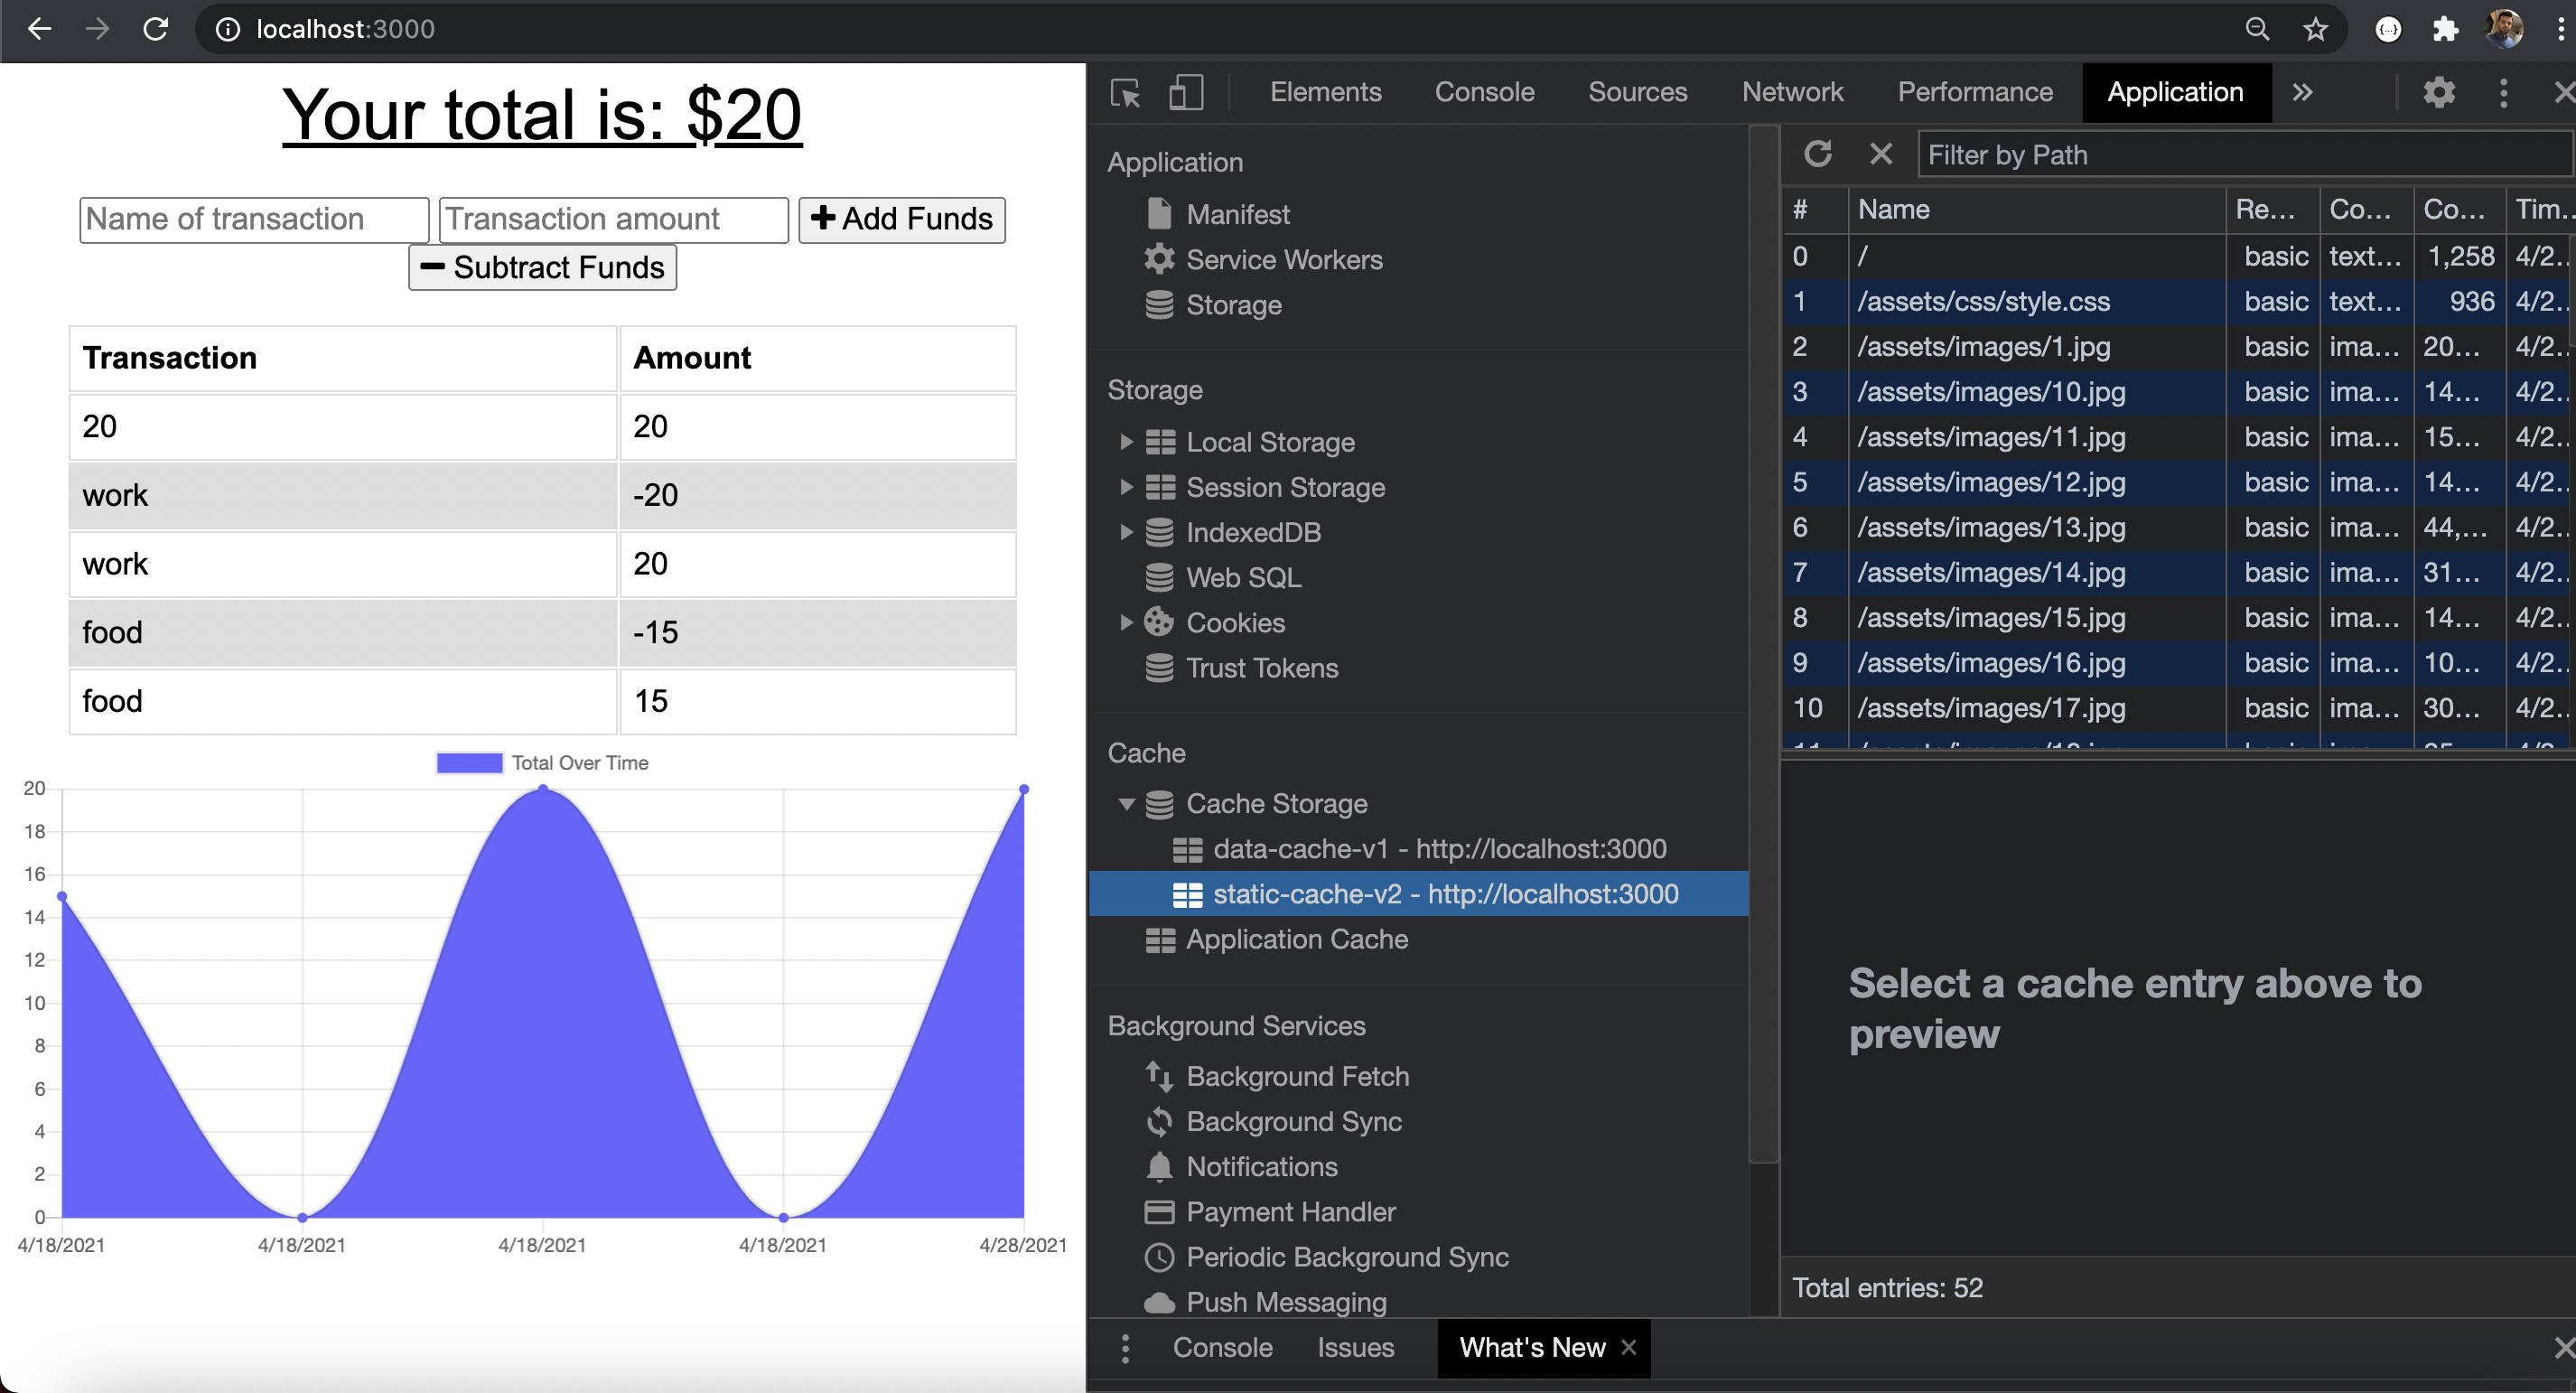 localhost:3000
Your total is: $20
Name of transaction Transaction amount Add Funds
Subtract Funds
Transaction Amount
20 20
work -20
work 20
food -15
food 15
Total Over Time
20
18
16
14
12
10
8
6
4
2
0
4/18/2021 4/18/2021 4/18/2021 4/18/2021 4/28/2021
Elements Console Sources Network Performance Application
Application
Manifest
Service Workers
Storage
Storage
Local Storage
Session Storage
IndexedDB
Web SQL
Cookies
Trust Tokens
Cache
Cache Storage
data-cache-v1 - http://localhost:3000
static-cache-v2 - http://localhost:3000
Application Cache
Background Services
Background Fetch
Background Sync
Notifications
Payment Handler
Periodic Background Sync
Push Messaging
Filter by Path
# Name Re... Co... Co... Tim...
0 / basic text... 1,258 4/2...
1 /assets/css/style.css basic text... 936 4/2...
2 /assets/images/1.jpg basic ima... 20... 4/2...
3 /assets/images/10.jpg basic ima... 14... 4/2...
4 /assets/images/11.jpg basic ima... 15... 4/2...
5 /assets/images/12.jpg basic ima... 14... 4/2...
6 /assets/images/13.jpg basic ima... 44,... 4/2...
7 /assets/images/14.jpg basic ima... 31... 4/2...
8 /assets/images/15.jpg basic ima... 14... 4/2...
9 /assets/images/16.jpg basic ima... 10... 4/2...
10 /assets/images/17.jpg basic ima... 30... 4/2...
Select a cache entry above to
preview
Total entries: 52
Console Issues What's New